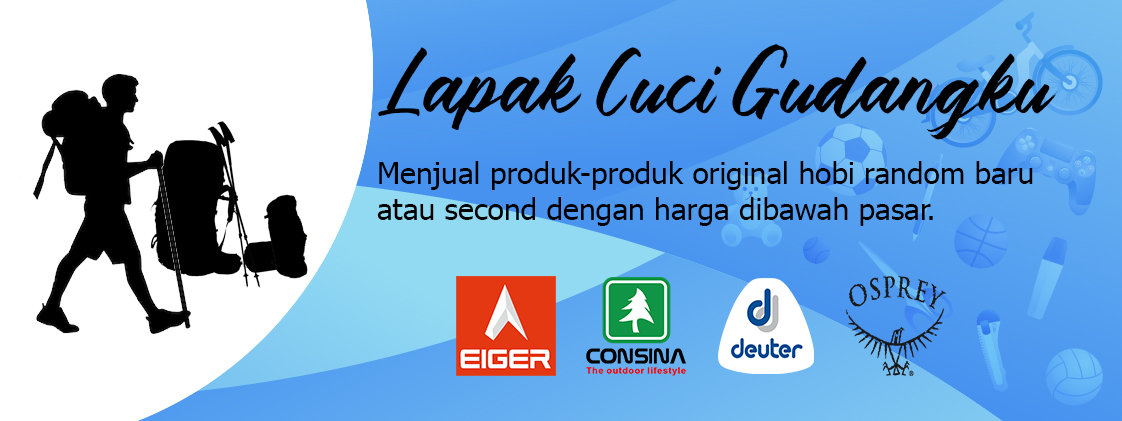 Lapak Cuci Gudangku
Menjual produk-produk original hobi random baru
atau second dengan harga dibawah pasar.
EIGER
CONSINA
The outdoor lifestyle
deuter
OSPREY
®